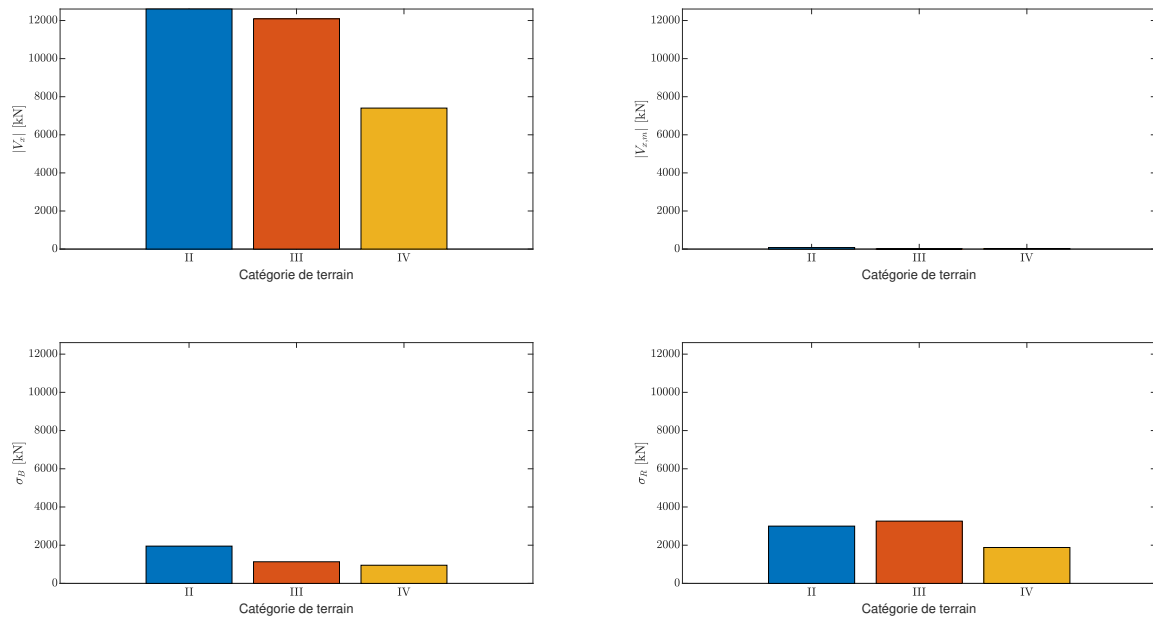 12000
10000
8000
6000
4000
2000
0
|V_x| [kN]
II III IV
Catégorie de terrain
12000
10000
8000
6000
4000
2000
0
|V_{x,m}| [kN]
II III IV
Catégorie de terrain
12000
10000
8000
6000
4000
2000
0
σ_B [kN]
II III IV
Catégorie de terrain
12000
10000
8000
6000
4000
2000
0
σ_R [kN]
II III IV
Catégorie de terrain